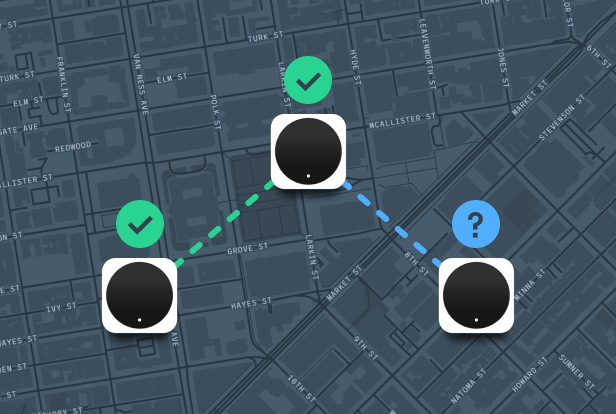 TURK ST
LARKIN ST
HYDE ST
LEAVENWORTH ST
JONES ST
6TH ST
TURK ST
FRANKLIN ST
VAN NESS AVE
ELM ST
ELM ST
POLK ST
MARKET ST
STEVENSON ST
GATE AVE
REDWOOD
MCALLISTER ST
ALLISTER ST
?
GROVE ST
LARKIN ST
8TH ST
MARKET ST
MINNA ST
IVY ST
HAYES ST
HAYES ST
AVE
9TH ST
10TH ST
NATOMA ST
HOWARD ST
SUMNER ST